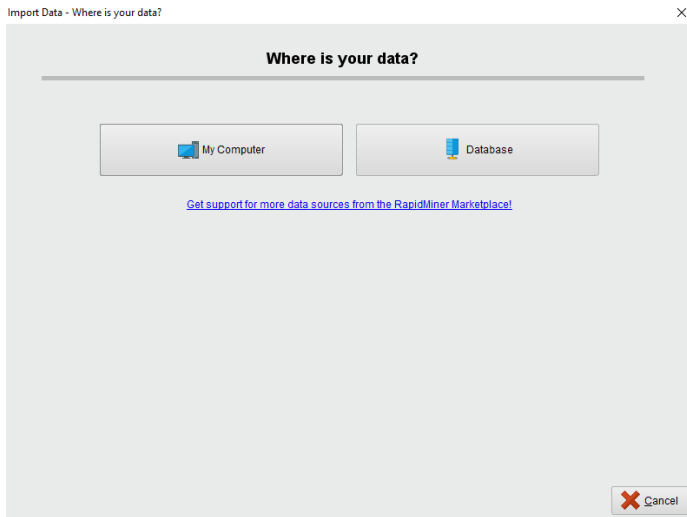 Import Data - Where is your data?
Where is your data?
My Computer
Database
Get support for more data sources from the RapidMiner Marketplace!
Cancel